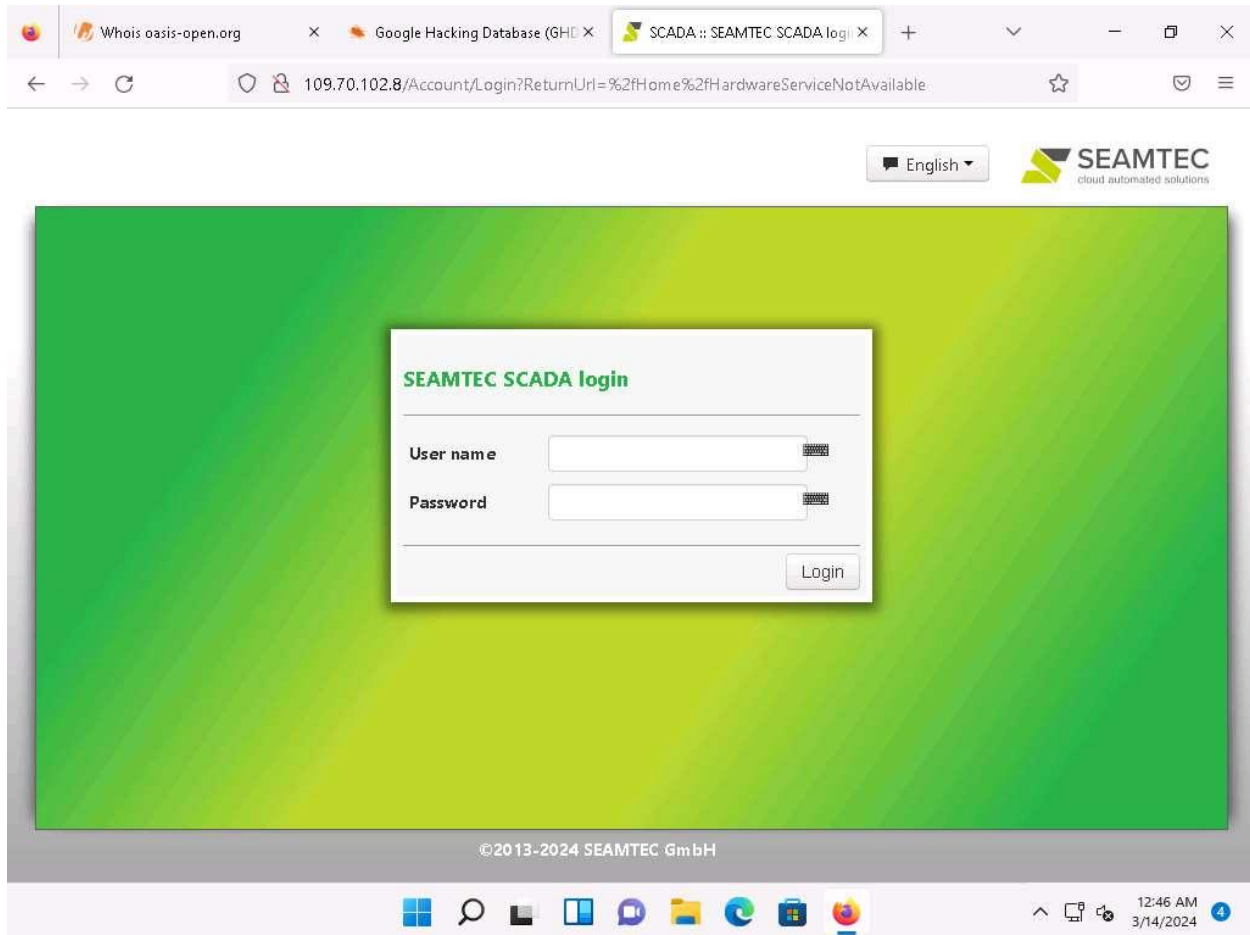 Whois oasis-open.org
Google Hacking Database (GHD
SCADA :: SEAMTEC SCADA logi
109.70.102.8/Account/Login?ReturnUrl=%2fHome%2fHardwareServiceNotAvailable
English
SEAMTEC
cloud automated solutions
SEAMTEC SCADA login
User name
Password
Login
©2013-2024 SEAMTEC GmbH
12:46 AM
3/14/2024
4